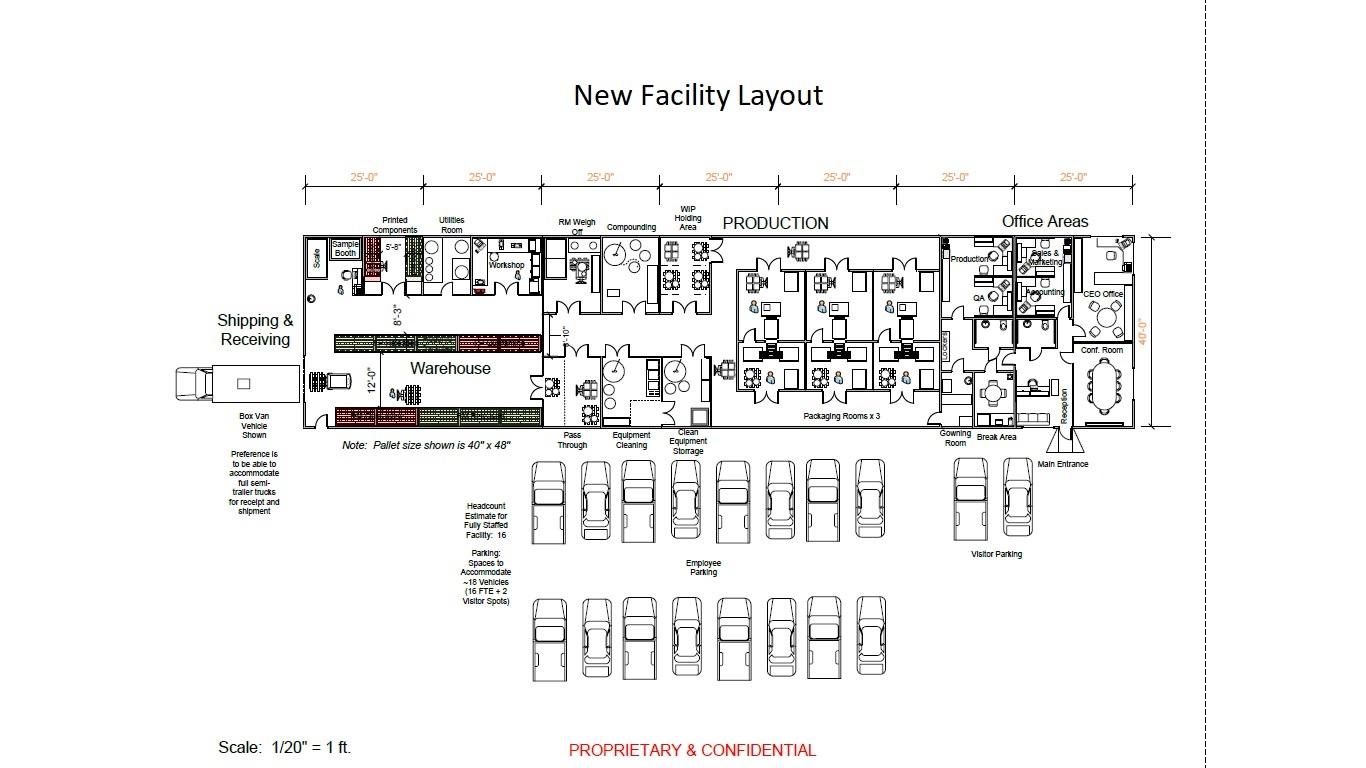 New Facility Layout
25'-0"
25'-0"
25'-0"
25'-0"
25'-0"
25'-0"
25'-0"
Printed
Components
Utilities
Room
RM Weigh
Off
Compounding
WIP
Holding
Area
PRODUCTION
Office Areas
Scale
Sample
Booth
5'-8"
Workshop
Production
Sales &
Marketing
QA
Accounting
CEO Office
8'-3"
40'-0"
Shipping &
Receiving
Warehouse
12'-0"
Lockers
Conf. Room
Reception
Packaging Rooms x 3
Box Van
Vehicle
Shown
Preference is
to be able to
accommodate
full semi-
trailer trucks
for receipt and
shipment
Note: Pallet size shown is 40" x 48"
Pass
Through
Equipment
Cleaning
Clean
Equipment
Storage
Gowning
Room
Break Area
Main Entrance
Headcount
Estimate for
Fully Staffed
Facility: 16
Parking:
Spaces to
Accommodate
~18 Vehicles
(16 FTE + 2
Visitor Spots)
Employee
Parking
Visitor Parking
Scale: 1/20" = 1 ft.
PROPRIETARY & CONFIDENTIAL